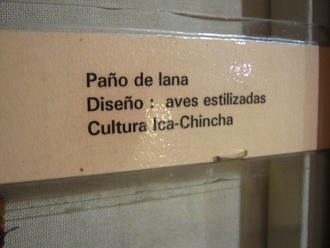 Paño de lana
Diseño : aves estilizadas
Cultura Ica-Chincha